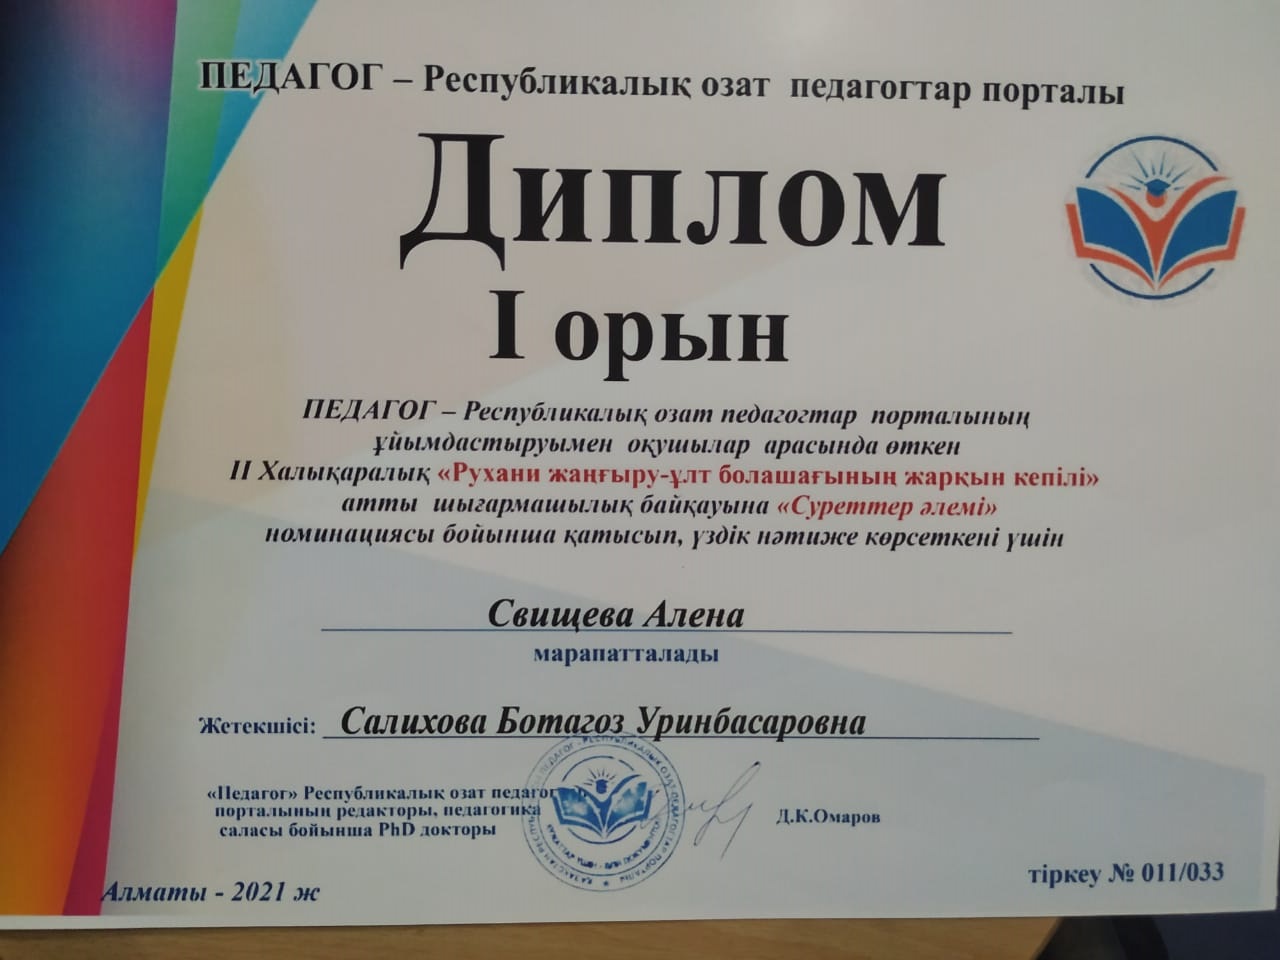 ПЕДАГОГ – Республикалық озат педагогтар порталы
Диплом
І орын
ПЕДАГОГ – Республикалық озат педагогтар порталының
ұйымдастыруымен оқушылар арасында өткен
ІІ Халықаралық «Рухани жаңғыру-ұлт болашағының жарқын кепілі»
атты шығармашылық байқауына «Суреттер әлемі»
номинациясы бойынша қатысып, үздік нәтиже көрсеткені үшін
Свищева Алена
марапатталады
Жетекшісі: Салихова Ботагоз Уринбасаровна
«Педагог» Республикалық озат педагог
порталының редакторы, педагогика
саласы бойынша PhD докторы
Д.К.Омаров
тіркеу № 011/033
Алматы - 2021 ж